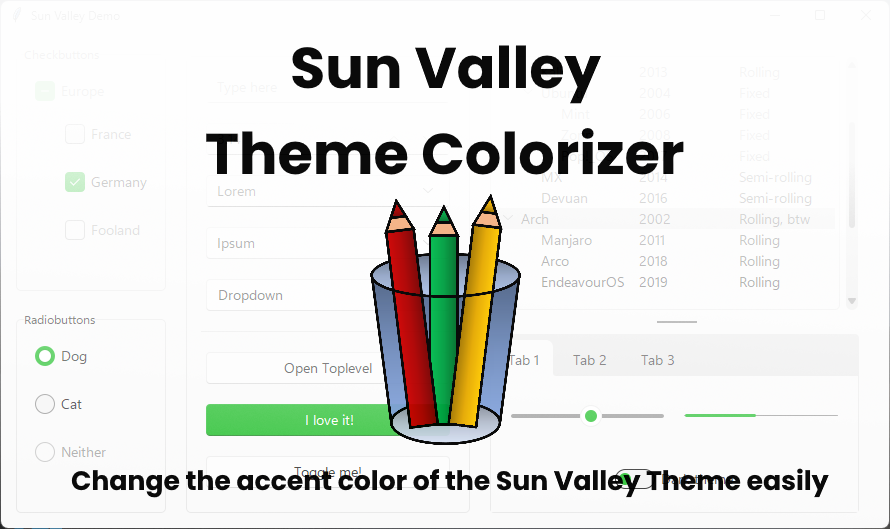 Sun Valley Demo
Sun Valley
Theme Colorizer
Checkbuttons
Europe
France
Germany
Fooland
Radiobuttons
Dog
Cat
Neither
Type here
Lorem
Ipsum
Dropdown
Open Toplevel
I love it!
Toggle me!
2013 Rolling
2004 Fixed
Mint 2006 Fixed
2008 Fixed
Fixed
MX 2014 Semi-rolling
Devuan 2016 Semi-rolling
Arch 2002 Rolling, btw
Manjaro 2011 Rolling
Arco 2018 Rolling
EndeavourOS 2019 Rolling
Tab 1 Tab 2 Tab 3
Change the accent color of the Sun Valley Theme easily